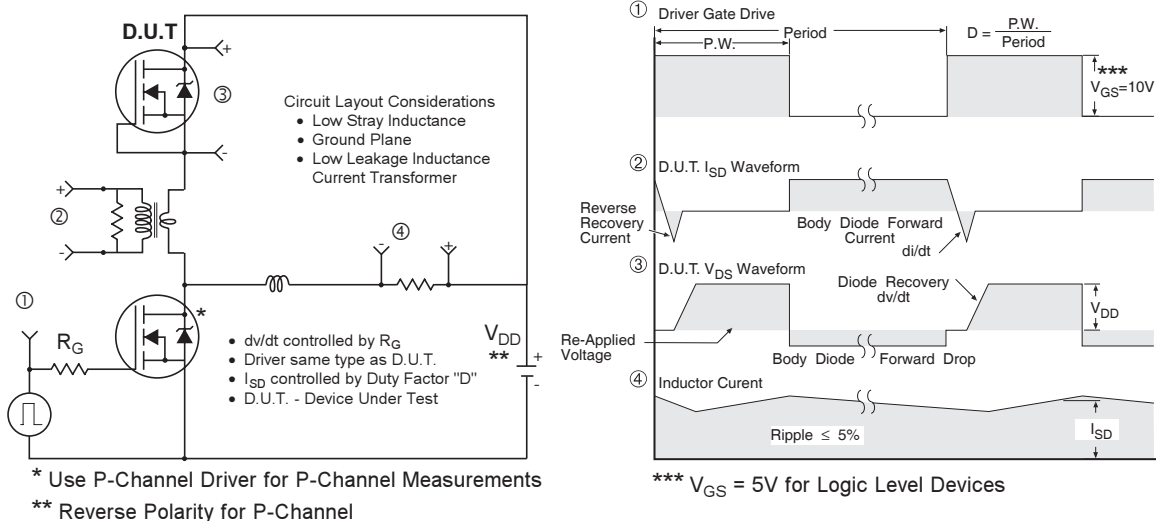 D.U.T
+
③
-
Circuit Layout Considerations
• Low Stray Inductance
• Ground Plane
• Low Leakage Inductance
Current Transformer
+
②
-
④
-
+
①
R_G
*
• dv/dt controlled by R_G
• Driver same type as D.U.T.
• I_SD controlled by Duty Factor "D"
• D.U.T. - Device Under Test
V_DD
**
+
-
* Use P-Channel Driver for P-Channel Measurements
** Reverse Polarity for P-Channel
① Driver Gate Drive
Period
P.W.
D = P.W.
Period
***
V_GS=10V
② D.U.T. I_SD Waveform
Reverse
Recovery
Current
Body Diode Forward
Current
di/dt
③ D.U.T. V_DS Waveform
Diode Recovery
dv/dt
V_DD
Re-Applied
Voltage
Body Diode Forward Drop
④ Inductor Curent
Ripple ≤ 5%
I_SD
*** V_GS = 5V for Logic Level Devices